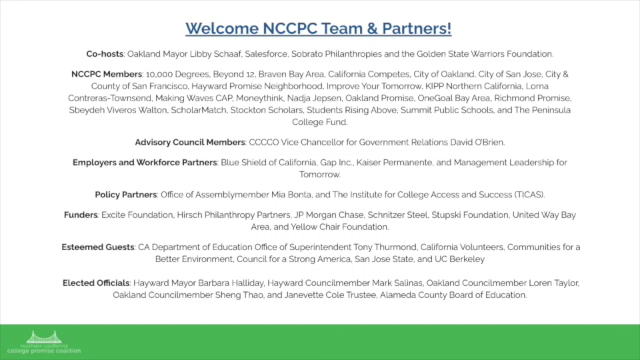 Welcome NCCPC Team & Partners!
Co-hosts: Oakland Mayor Libby Schaaf, Salesforce, Sobrato Philanthropies and the Golden State Warriors Foundation.
NCCPC Members: 10,000 Degrees, Beyond 12, Braven Bay Area, California Competes, City of Oakland, City of San Jose, City &
County of San Francisco, Hayward Promise Neighborhood, Improve Your Tomorrow, KIPP Northern California, Lorna
Contreras-Townsend, Making Waves CAP, Moneythink, Nadja Jepsen, Oakland Promise, OneGoal Bay Area, Richmond Promise,
Sbeydeh Viveros Walton, ScholarMatch, Stockton Scholars, Students Rising Above, Summit Public Schools, and The Peninsula
College Fund.
Advisory Council Members: CCCCO Vice Chancellor for Government Relations David O'Brien.
Employers and Workforce Partners: Blue Shield of California, Gap Inc., Kaiser Permanente, and Management Leadership for
Tomorrow.
Policy Partners: Office of Assemblymember Mia Bonta, and The Institute for College Access and Success (TICAS).
Funders: Excite Foundation, Hirsch Philanthropy Partners, JP Morgan Chase, Schnitzer Steel, Stupski Foundation, United Way Bay
Area, and Yellow Chair Foundation.
Esteemed Guests: CA Department of Education Office of Superintendent Tony Thurmond, California Volunteers, Communities for a
Better Environment, Council for a Strong America, San Jose State, and UC Berkeley
Elected Officials: Hayward Mayor Barbara Halliday, Hayward Councilmember Mark Salinas, Oakland Councilmember Loren Taylor,
Oakland Councilmember Sheng Thao, and Janevette Cole Trustee, Alameda County Board of Education.
northern california
college promise coalition